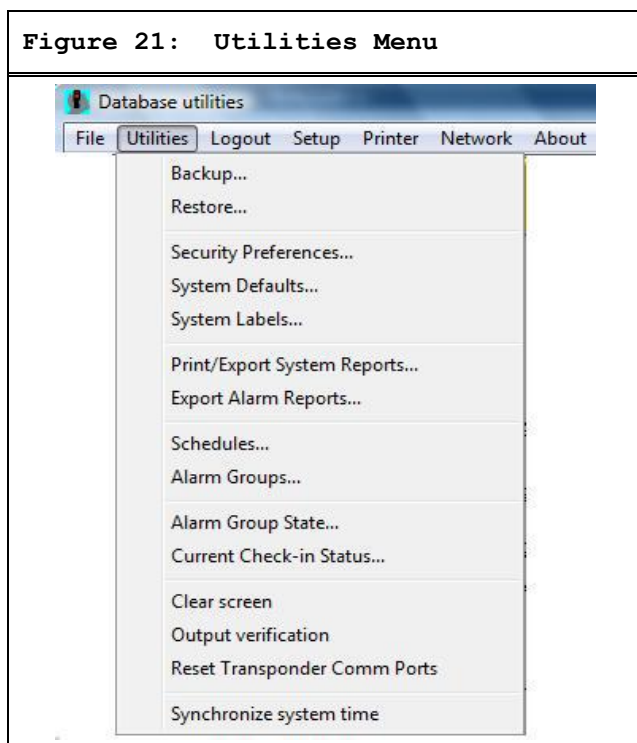 Figure 21: Utilities Menu
Database utilities
File Utilities Logout Setup Printer Network About
Backup...
Restore...
Security Preferences...
System Defaults...
System Labels...
Print/Export System Reports...
Export Alarm Reports...
Schedules...
Alarm Groups...
Alarm Group State...
Current Check-in Status...
Clear screen
Output verification
Reset Transponder Comm Ports
Synchronize system time